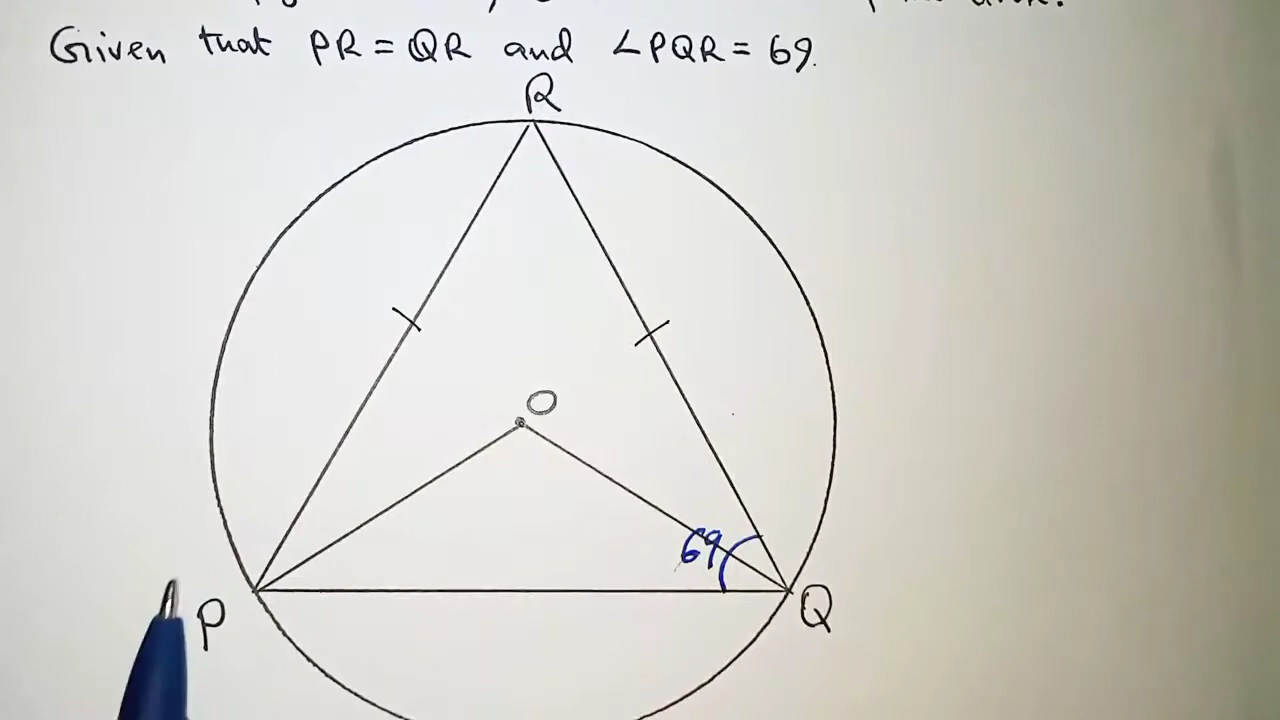 Given that PR = QR and ∠PQR = 69.
R
O
69
P
Q